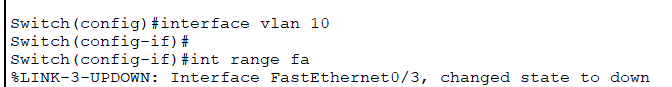 Switch(config)#interface vlan 10
Switch(config-if)#
Switch(config-if)#int range fa
%LINK-3-UPDOWN: Interface FastEthernet0/3, changed state to down